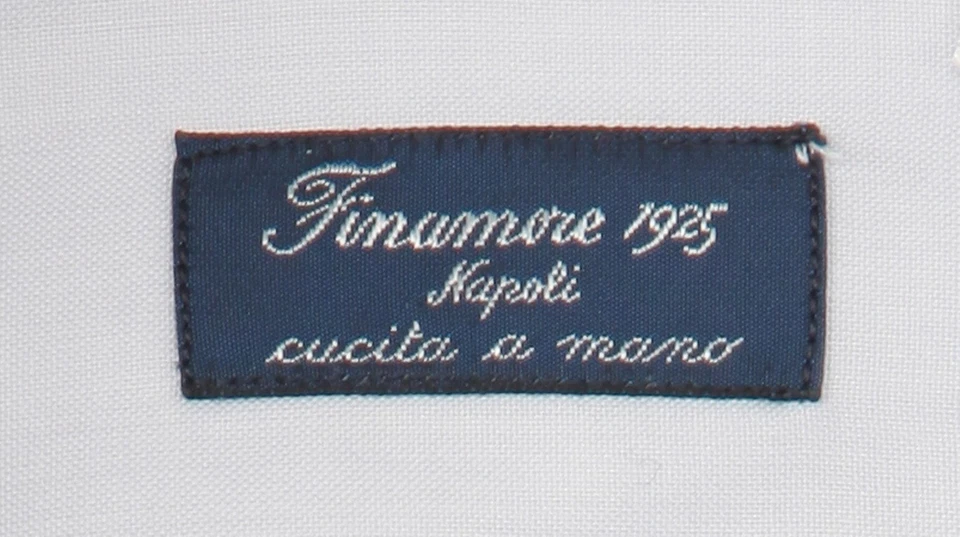 Finamore 1925
Napoli
cucita a mano